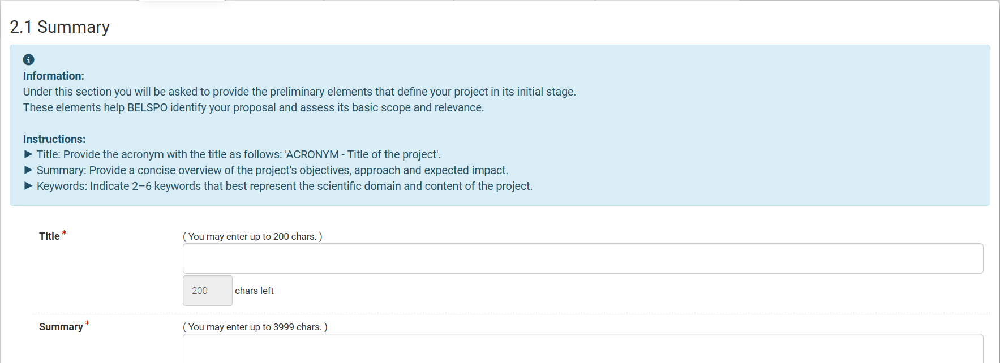 2.1 Summary
Information:
Under this section you will be asked to provide the preliminary elements that define your project in its initial stage.
These elements help BELSPO identify your proposal and assess its basic scope and relevance.
Instructions:
► Title: Provide the acronym with the title as follows: 'ACRONYM - Title of the project'.
► Summary: Provide a concise overview of the project’s objectives, approach and expected impact.
► Keywords: Indicate 2–6 keywords that best represent the scientific domain and content of the project.
Title * ( You may enter up to 200 chars. )
200 chars left
Summary * ( You may enter up to 3999 chars. )